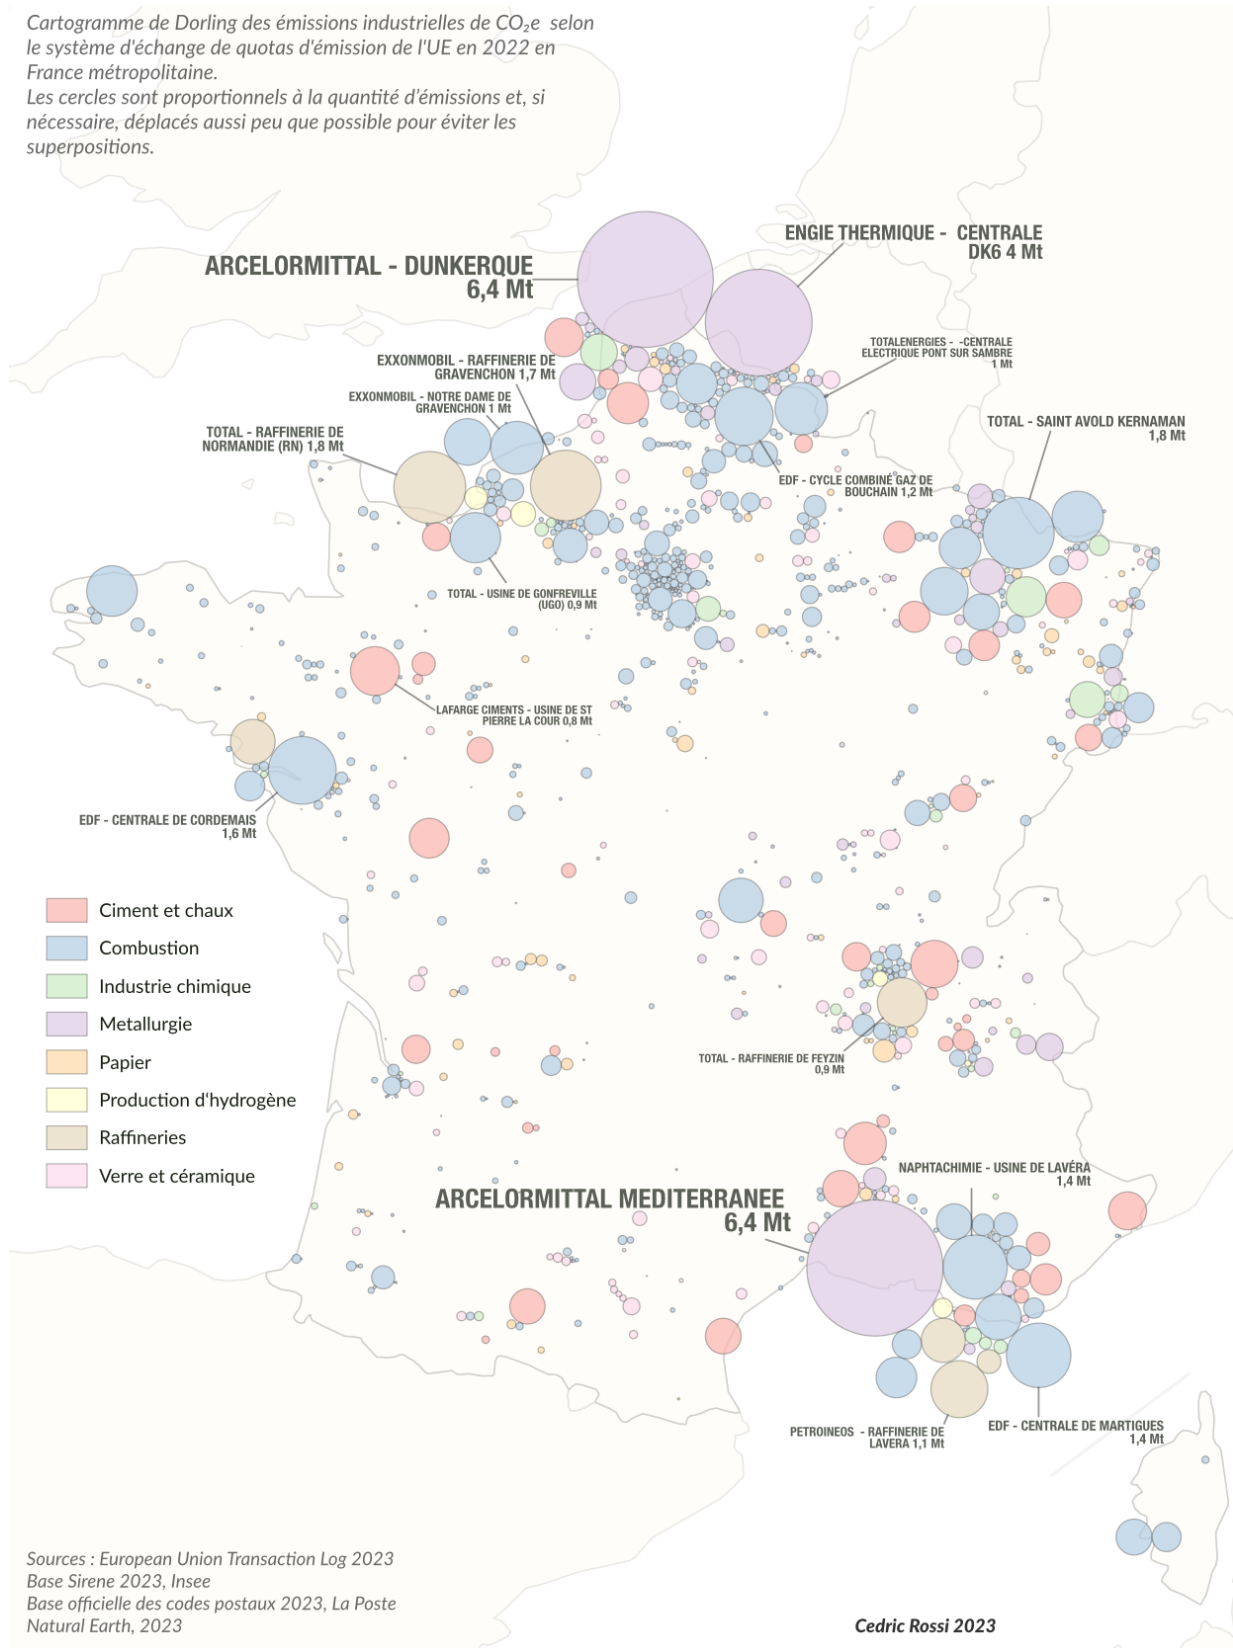 Cartogramme de Dorling des émissions industrielles de CO₂e selon
le système d'échange de quotas d'émission de l'UE en 2022 en
France métropolitaine.
Les cercles sont proportionnels à la quantité d’émissions et, si
nécessaire, déplacés aussi peu que possible pour éviter les
superpositions.
ENGIE THERMIQUE - CENTRALE
DK6 4 Mt
ARCELORMITTAL - DUNKERQUE
6,4 Mt
TOTALENERGIES - -CENTRALE
ELECTRIQUE PONT SUR SAMBRE
1 Mt
EXXONMOBIL - RAFFINERIE DE
GRAVENCHON 1,7 Mt
EXXONMOBIL - NOTRE DAME DE
GRAVENCHON 1 Mt
TOTAL - RAFFINERIE DE
NORMANDIE (RN) 1,8 Mt
TOTAL - SAINT AVOLD KERNAMAN
1,8 Mt
EDF - CYCLE COMBINÉ GAZ DE
BOUCHAIN 1,2 Mt
TOTAL - USINE DE GONFREVILLE
(UGO) 0,9 Mt
LAFARGE CIMENTS - USINE DE ST
PIERRE LA COUR 0,8 Mt
EDF - CENTRALE DE CORDEMAIS
1,6 Mt
Ciment et chaux
Combustion
Industrie chimique
Metallurgie
Papier
Production d‘hydrogène
Raffineries
Verre et céramique
TOTAL - RAFFINERIE DE FEYZIN
0,9 Mt
NAPHTACHIMIE - USINE DE LAVÉRA
1,4 Mt
ARCELORMITTAL MEDITERRANEE
6,4 Mt
PETROINEOS - RAFFINERIE DE
LAVERA 1,1 Mt
EDF - CENTRALE DE MARTIGUES
1,4 Mt
Sources : European Union Transaction Log 2023
Base Sirene 2023, Insee
Base officielle des codes postaux 2023, La Poste
Natural Earth, 2023
Cedric Rossi 2023